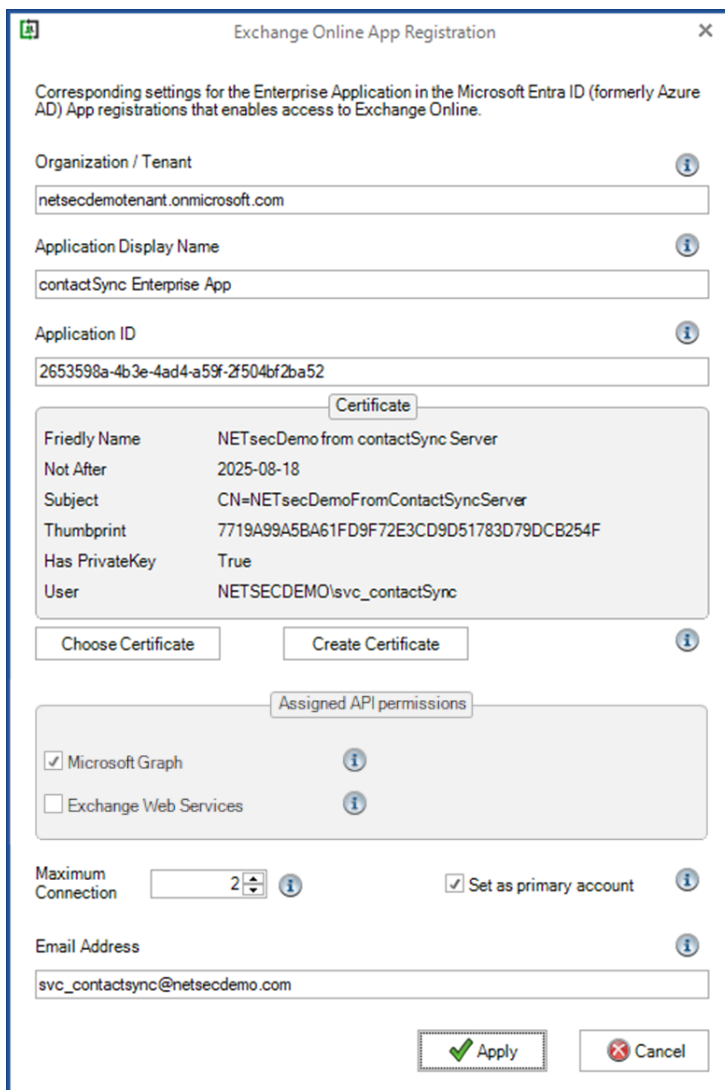 Exchange Online App Registration
Corresponding settings for the Enterprise Application in the Microsoft Entra ID (formerly Azure
AD) App registrations that enables access to Exchange Online.
Organization / Tenant
netsecdemotenant.onmicrosoft.com
Application Display Name
contactSync Enterprise App
Application ID
2653598a-4b3e-4ad4-a59f-2f504bf2ba52
Certificate
Friedly Name NETsecDemo from contactSync Server
Not After 2025-08-18
Subject CN=NETsecDemoFromContactSyncServer
Thumbprint 7719A99A5BA61FD9F72E3CD9D51783D79DCB254F
Has PrivateKey True
User NETSECDEMO\svc_contactSync
Choose Certificate Create Certificate
Assigned API permissions
Microsoft Graph
Exchange Web Services
Maximum
Connection 2 Set as primary account
Email Address
svc_contactsync@netsecdemo.com
Apply Cancel